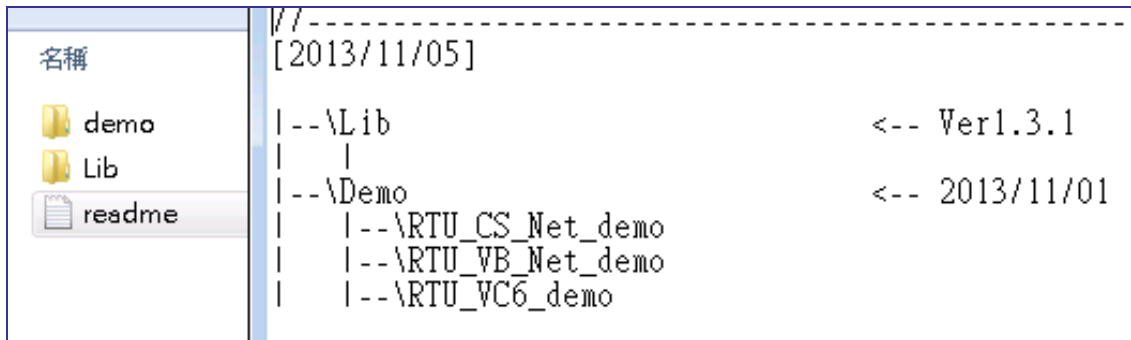 名稱
demo
Lib
readme
//-----------------------------------------------
[2013/11/05]
|--\Lib <-- Ver1.3.1
| |
|--\Demo <-- 2013/11/01
| |--\RTU_CS_Net_demo
| |--\RTU_VB_Net_demo
| |--\RTU_VC6_demo